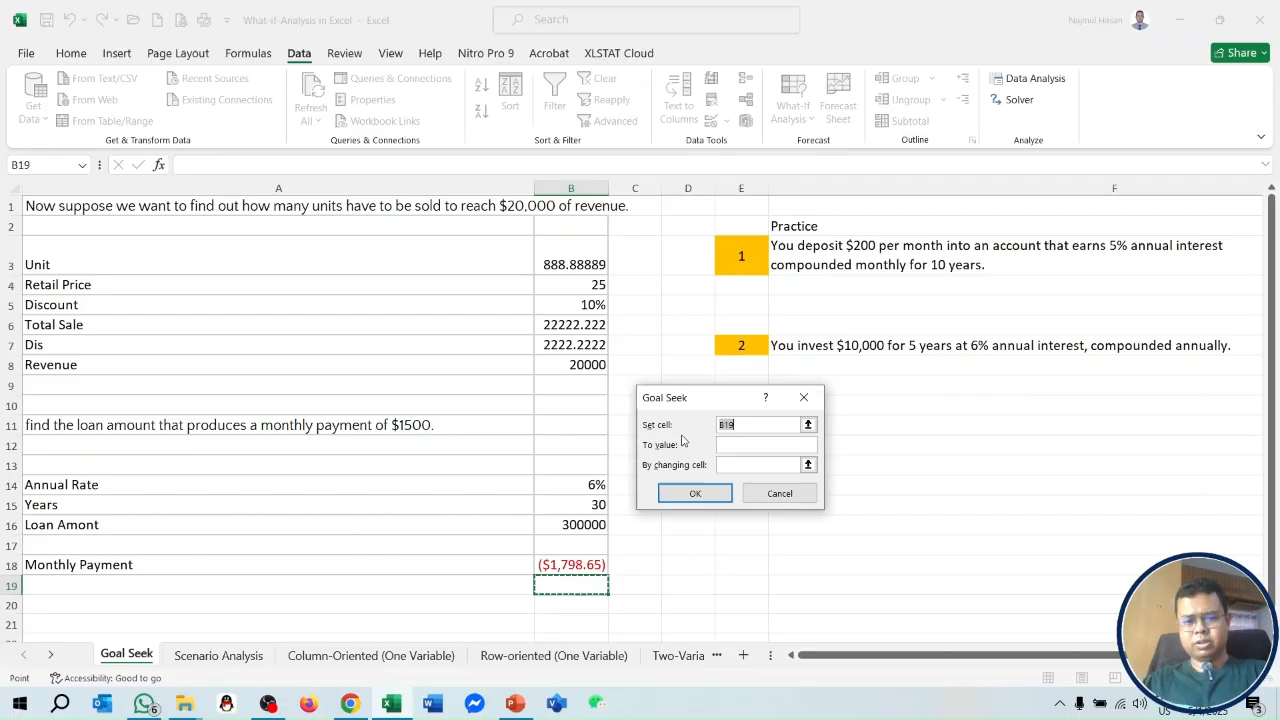 What-if-Analysis in Excel - Excel
Search
Najmul Hasan
File Home Insert Page Layout Formulas Data Review View Help Nitro Pro 9 Acrobat XLSTAT Cloud
Share
Get Data
From Text/CSV
From Web
From Table/Range
Recent Sources
Existing Connections
Get & Transform Data
Refresh All
Queries & Connections
Properties
Workbook Links
Queries & Connections
Sort
Filter
Clear
Reapply
Advanced
Sort & Filter
Text to Columns
Data Tools
What-If Analysis
Forecast Sheet
Forecast
Group
Ungroup
Subtotal
Outline
Data Analysis
Solver
Analyze
B19
fx
A B C D E F
1 Now suppose we want to find out how many units have to be sold to reach $20,000 of revenue.
2 Practice
3 Unit 888.88889
1 You deposit $200 per month into an account that earns 5% annual interest
compounded monthly for 10 years.
4 Retail Price 25
5 Discount 10%
6 Total Sale 22222.222
7 Dis 2222.2222
2 You invest $10,000 for 5 years at 6% annual interest, compounded annually.
8 Revenue 20000
9
10
11 find the loan amount that produces a monthly payment of $1500.
12
13
14 Annual Rate 6%
15 Years 30
16 Loan Amont 300000
17
18 Monthly Payment ($1,798.65)
19
20
21
Goal Seek ?
Set cell: B19
To value:
By changing cell:
OK Cancel
Goal Seek Scenario Analysis Column-Oriented (One Variable) Row-oriented (One Variable) Two-Varia
Point Accessibility: Good to go
6
US
3